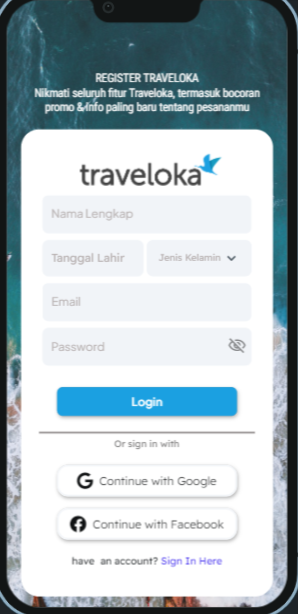 REGISTER TRAVELOKA
Nikmati seluruh fitur Traveloka, termasuk bocoran
promo & Info paling baru tentang pesananmu
traveloka
Nama Lengkap
Tanggal Lahir Jenis Kelamin
Email
Password
Login
Or sign in with
Continue with Google
Continue with Facebook
have an account? Sign In Here